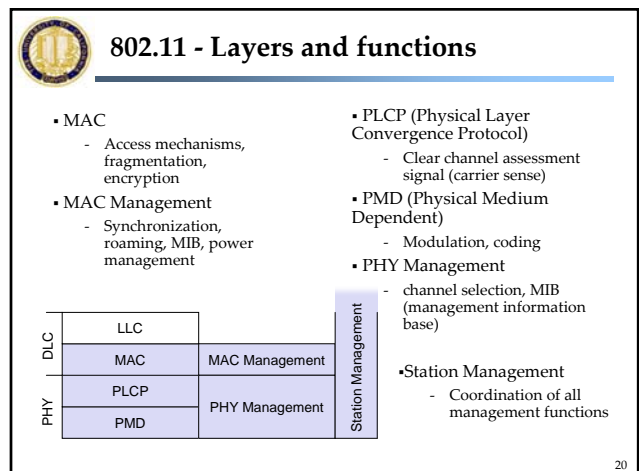 802.11 - Layers and functions
▪ MAC
- Access mechanisms,
fragmentation,
encryption
▪ MAC Management
- Synchronization,
roaming, MIB, power
management
▪ PLCP (Physical Layer
Convergence Protocol)
- Clear channel assessment
signal (carrier sense)
▪ PMD (Physical Medium
Dependent)
- Modulation, coding
▪ PHY Management
- channel selection, MIB
(management information
base)
▪Station Management
- Coordination of all
management functions
DLC
LLC
MAC
MAC Management
PHY
PLCP
PMD
PHY Management
Station Management
20